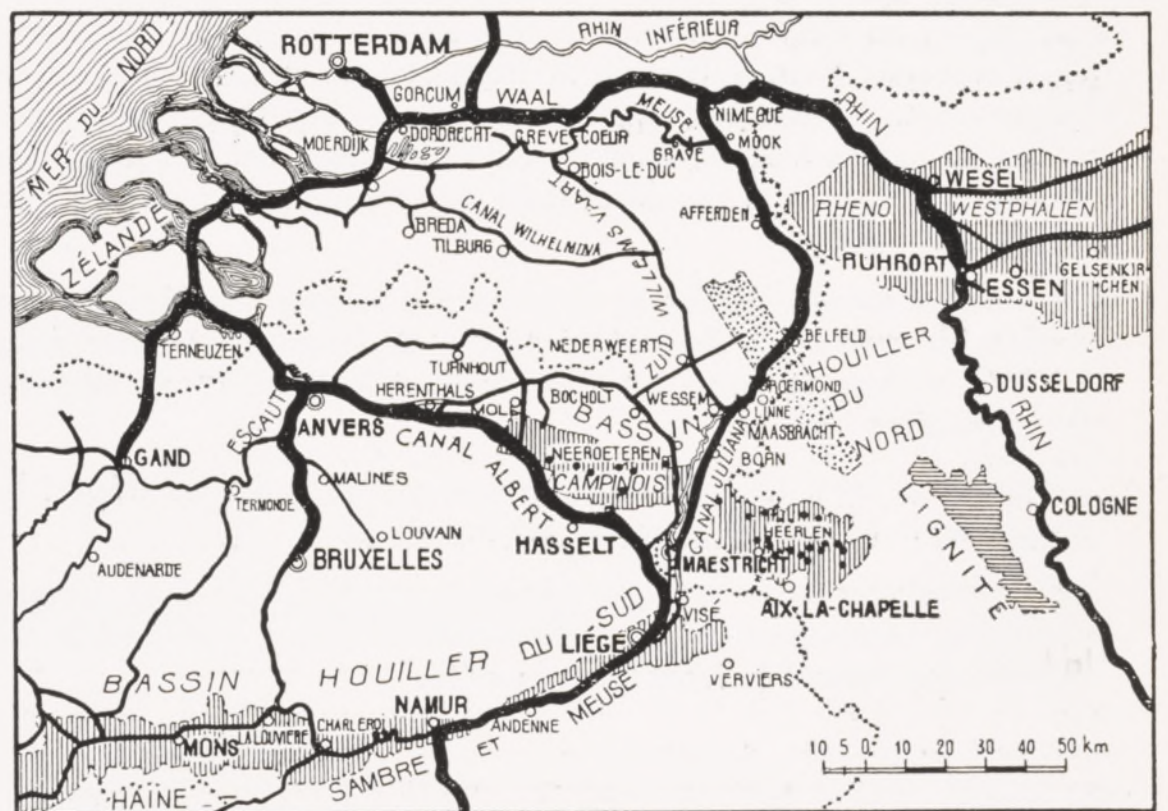 MER DU NORD
ROTTERDAM
RHIN INFÉRIEUR
GORCUM
WAAL
MOERDIJK
DORDRECHT
CREVECOEUR
MEUSE
GRAVE
NIMEGUE
MOOK
RHIN
BOIS-LE-DUC
WESEL
ZÉLANDE
BREDA
TILBURG
CANAL WILHELMINA
ZUID WILLEMS VAART
AFFERDEN
RHENO WESTPHALIEN
RUHRORT
ESSEN
GELSENKIRCHEN
TERNEUZEN
TURNHOUT
NEDERWEERT
BELFELD
HERENTHALS
MOLL
BOCHOLT
WESSEM
ROERMOND
LINNE
MAASBRACHT
BORN
DUSSELDORF
RHIN
ESCAUT
ANVERS
CANAL ALBERT
BASSIN HOUILLER DU NORD
NEEROETEREN
CAMPINOIS
CANAL JULIANA
GAND
MALINES
TERMONDE
LOUVAIN
HASSELT
HEERLEN
MAESTRICHT
LIGNITE
COLOGNE
AUDENARDE
BRUXELLES
AIX-LA-CHAPELLE
VISÉ
LIÉGE
VERVIERS
BASSIN HOUILLER DU SUD
NAMUR
ANDENNE
MONS
LA LOUVIÈRE
CHARLEROI
SAMBRE ET MEUSE
HAINE
10 5 0 10 20 30 40 50 km